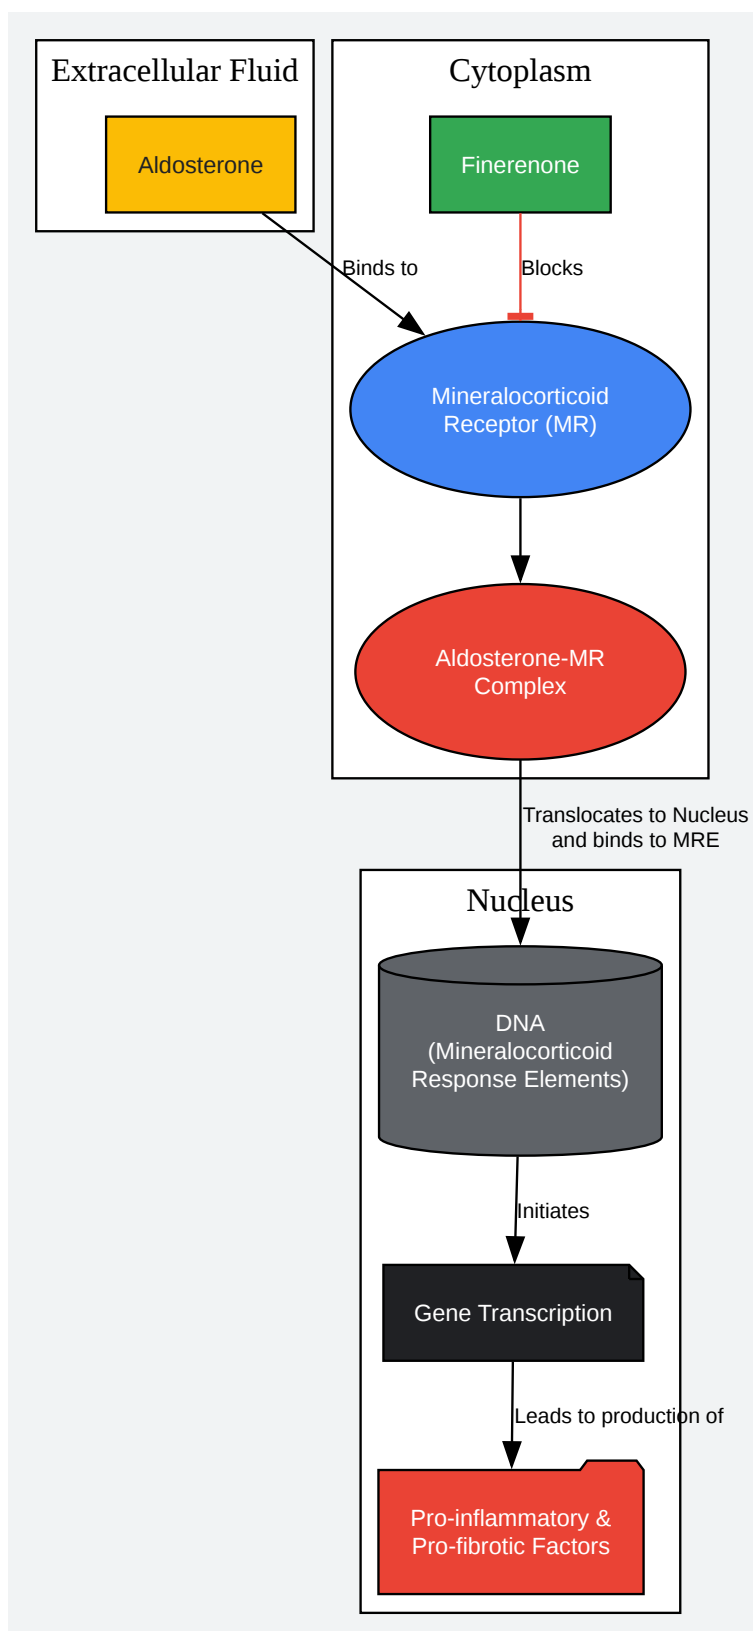 Extracellular Fluid
Cytoplasm
Aldosterone
Finerenone
Binds to
Blocks
Mineralocorticoid
Receptor (MR)
Aldosterone-MR
Complex
Translocates to Nucleus
and binds to MRE
Nucleus
DNA
(Mineralocorticoid
Response Elements)
Initiates
Gene Transcription
Leads to production of
Pro-inflammatory &
Pro-fibrotic Factors